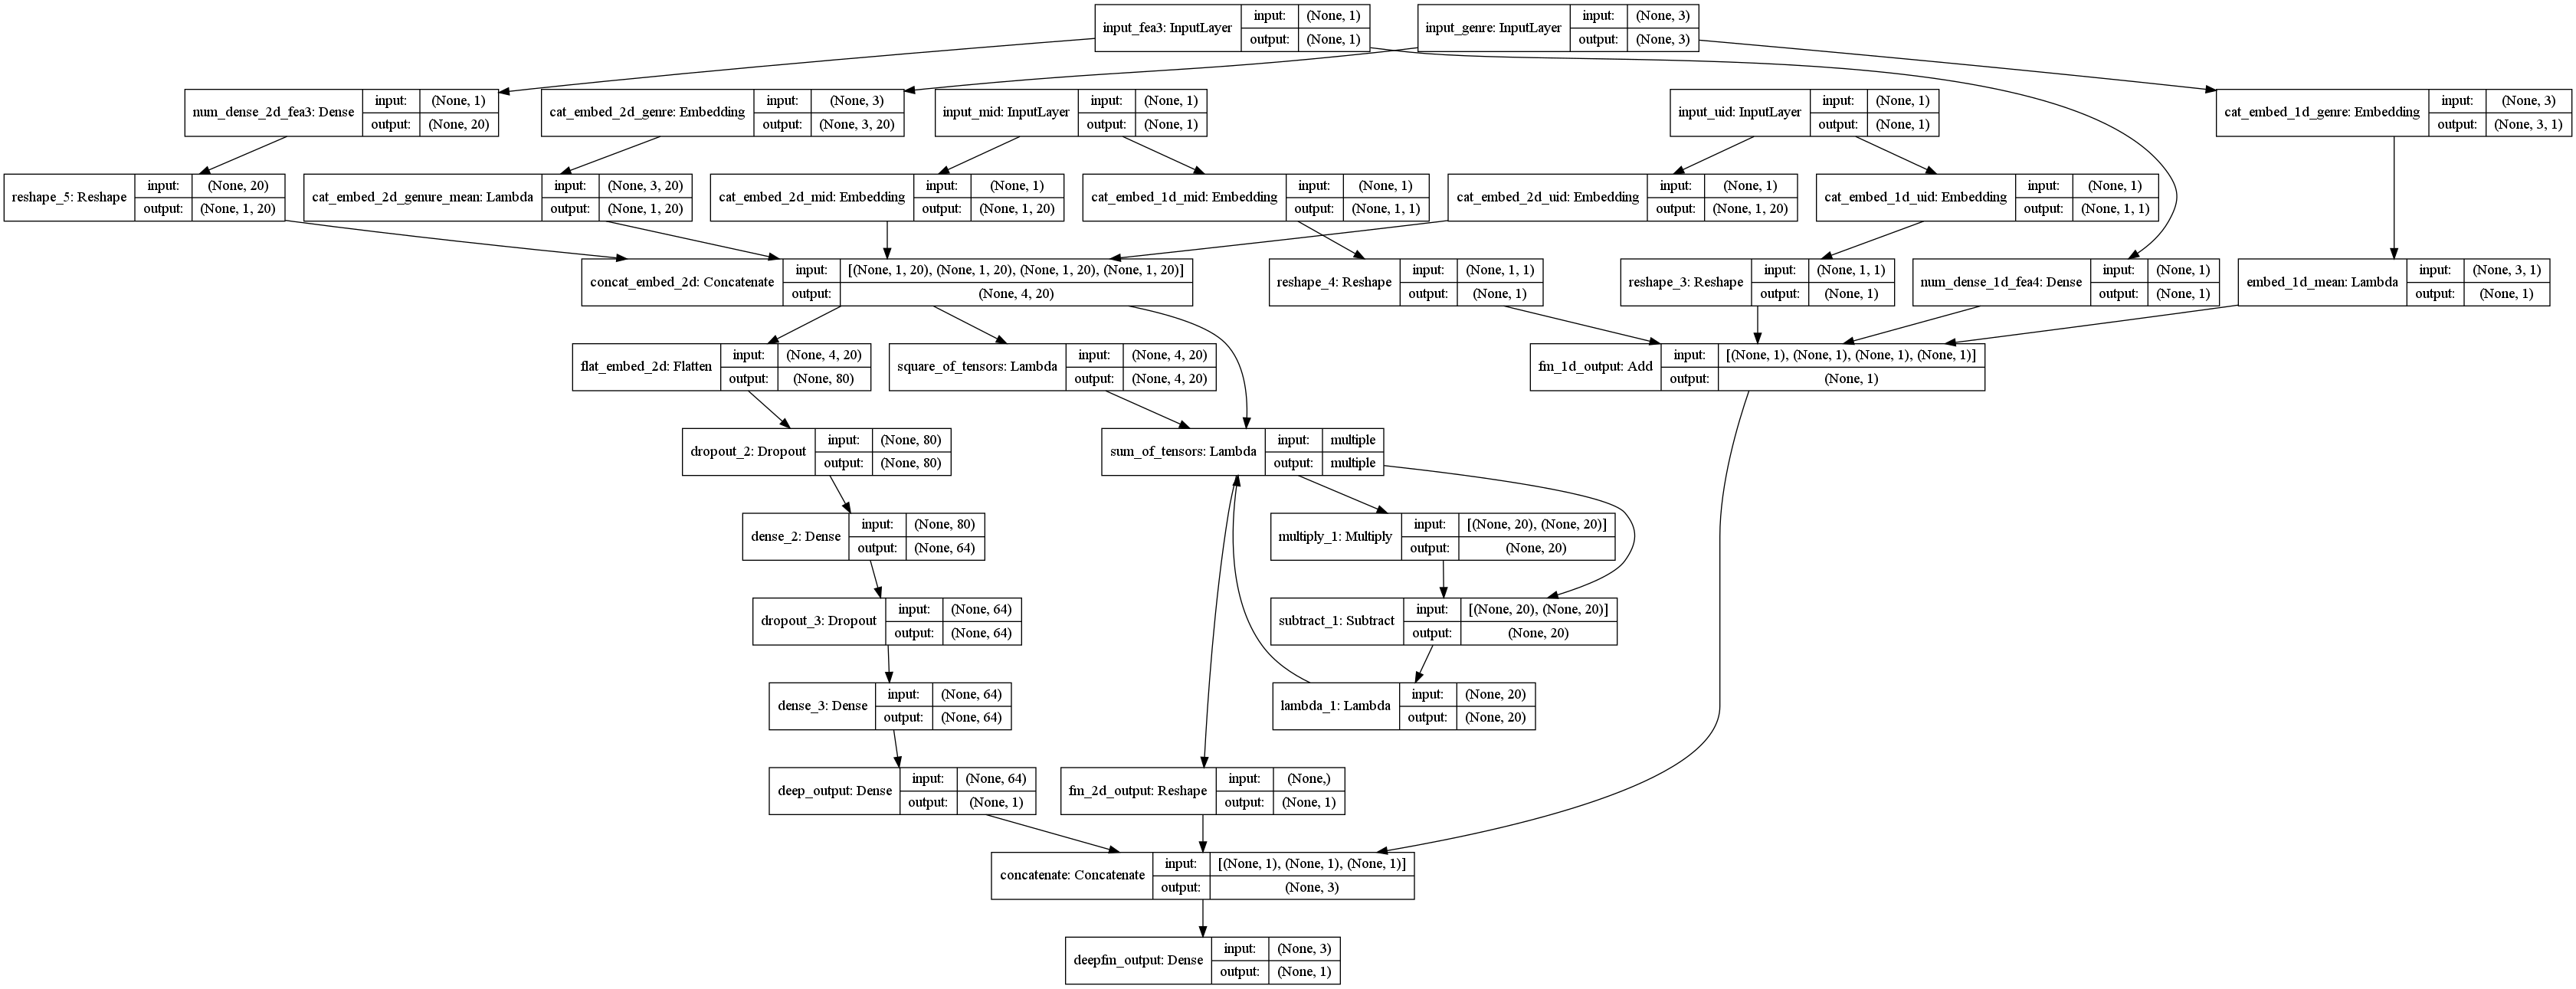 input_fea3: InputLayer input: (None, 1) output: (None, 1)
input_genre: InputLayer input: (None, 3) output: (None, 3)
num_dense_2d_fea3: Dense input: (None, 1) output: (None, 20)
cat_embed_2d_genre: Embedding input: (None, 3) output: (None, 3, 20)
input_mid: InputLayer input: (None, 1) output: (None, 1)
input_uid: InputLayer input: (None, 1) output: (None, 1)
cat_embed_1d_genre: Embedding input: (None, 3) output: (None, 3, 1)
reshape_5: Reshape input: (None, 20) output: (None, 1, 20)
cat_embed_2d_genure_mean: Lambda input: (None, 3, 20) output: (None, 1, 20)
cat_embed_2d_mid: Embedding input: (None, 1) output: (None, 1, 20)
cat_embed_1d_mid: Embedding input: (None, 1) output: (None, 1, 1)
cat_embed_2d_uid: Embedding input: (None, 1) output: (None, 1, 20)
cat_embed_1d_uid: Embedding input: (None, 1) output: (None, 1, 1)
concat_embed_2d: Concatenate input: [(None, 1, 20), (None, 1, 20), (None, 1, 20), (None, 1, 20)] output: (None, 4, 20)
reshape_4: Reshape input: (None, 1, 1) output: (None, 1)
reshape_3: Reshape input: (None, 1, 1) output: (None, 1)
num_dense_1d_fea4: Dense input: (None, 1) output: (None, 1)
embed_1d_mean: Lambda input: (None, 3, 1) output: (None, 1)
flat_embed_2d: Flatten input: (None, 4, 20) output: (None, 80)
square_of_tensors: Lambda input: (None, 4, 20) output: (None, 4, 20)
fm_1d_output: Add input: [(None, 1), (None, 1), (None, 1), (None, 1)] output: (None, 1)
dropout_2: Dropout input: (None, 80) output: (None, 80)
sum_of_tensors: Lambda input: multiple output: multiple
dense_2: Dense input: (None, 80) output: (None, 64)
multiply_1: Multiply input: [(None, 20), (None, 20)] output: (None, 20)
dropout_3: Dropout input: (None, 64) output: (None, 64)
subtract_1: Subtract input: [(None, 20), (None, 20)] output: (None, 20)
dense_3: Dense input: (None, 64) output: (None, 64)
lambda_1: Lambda input: (None, 20) output: (None, 20)
deep_output: Dense input: (None, 64) output: (None, 1)
fm_2d_output: Reshape input: (None,) output: (None, 1)
concatenate: Concatenate input: [(None, 1), (None, 1), (None, 1)] output: (None, 3)
deepfm_output: Dense input: (None, 3) output: (None, 1)